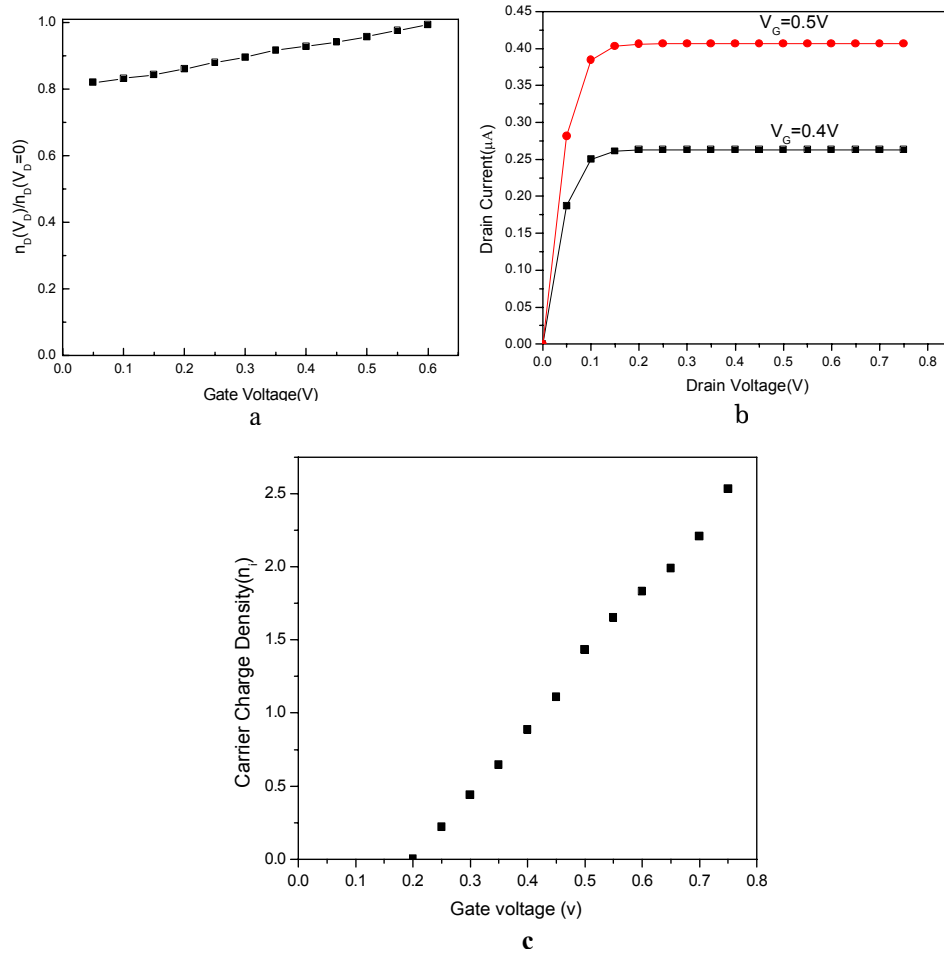 1.0
0.8
0.6
0.4
0.2
0.0
n_D(V_D)/n_D(V_D=0)
0.0 0.1 0.2 0.3 0.4 0.5 0.6
Gate Voltage(V)
a
0.45
0.40
0.35
0.30
0.25
0.20
0.15
0.10
0.05
0.00
Drain Current(µA)
V_G=0.5V
V_G=0.4V
0.0 0.1 0.2 0.3 0.4 0.5 0.6 0.7 0.8
Drain Voltage(V)
b
2.5
2.0
1.5
1.0
0.5
0.0
Carrier Charge Density(n_i)
0.0 0.1 0.2 0.3 0.4 0.5 0.6 0.7 0.8
Gate voltage (v)
c